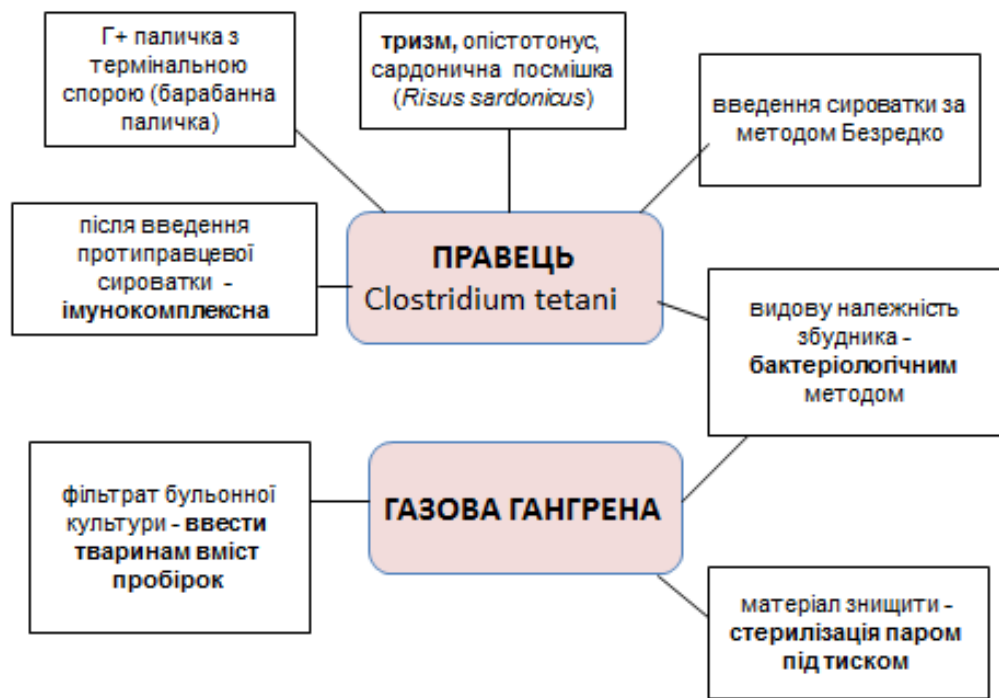 Г+ паличка з
термінальною
спорою (барабанна
паличка)
тризм, опістотонус,
сардонична посмішка
(Risus sardonicus)
введення сироватки за
методом Безредко
після введення
протиправцевої
сироватки -
імунокомплексна
ПРАВЕЦЬ
Clostridium tetani
видову належність
збудника -
бактеріологічним
методом
фільтрат бульонної
культури - ввести
тваринам вміст
пробірок
ГАЗОВА ГАНГРЕНА
матеріал знищити -
стерилізація паром
під тиском